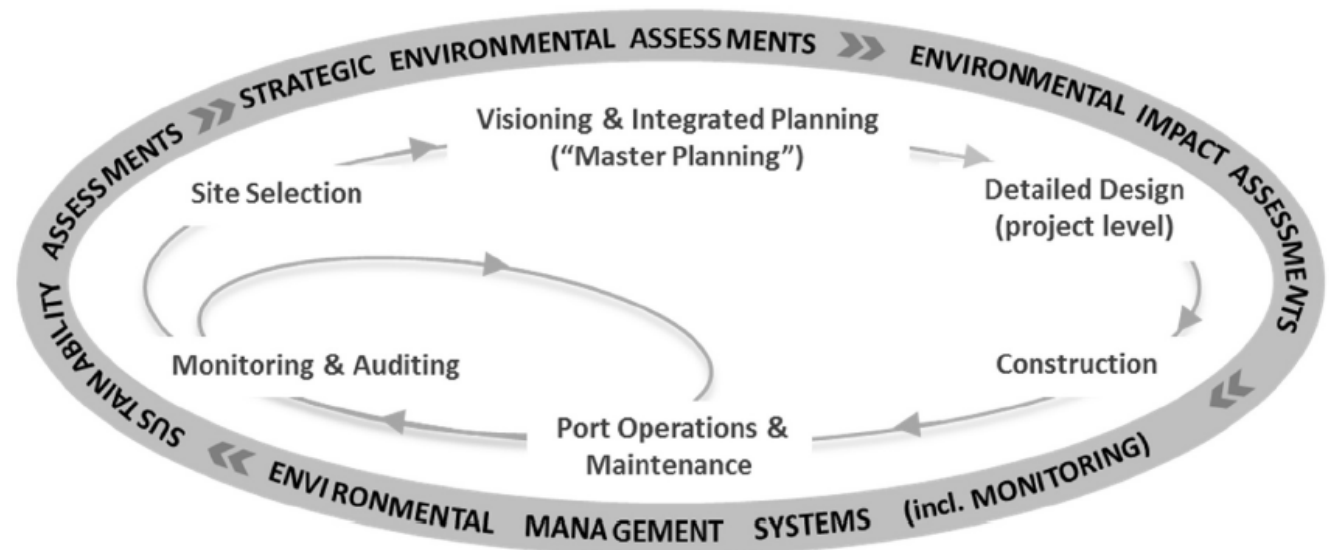 STRATEGIC ENVIRONMENTAL ASSESSMENTS
ENVIRONMENTAL IMPACT ASSESSMENTS
ENVIRONMENTAL MANAGEMENT SYSTEMS (incl. MONITORING)
SUSTAINABILITY ASSESSMENTS
Visioning & Integrated Planning
(“Master Planning”)
Site Selection
Detailed Design
(project level)
Monitoring & Auditing
Construction
Port Operations &
Maintenance